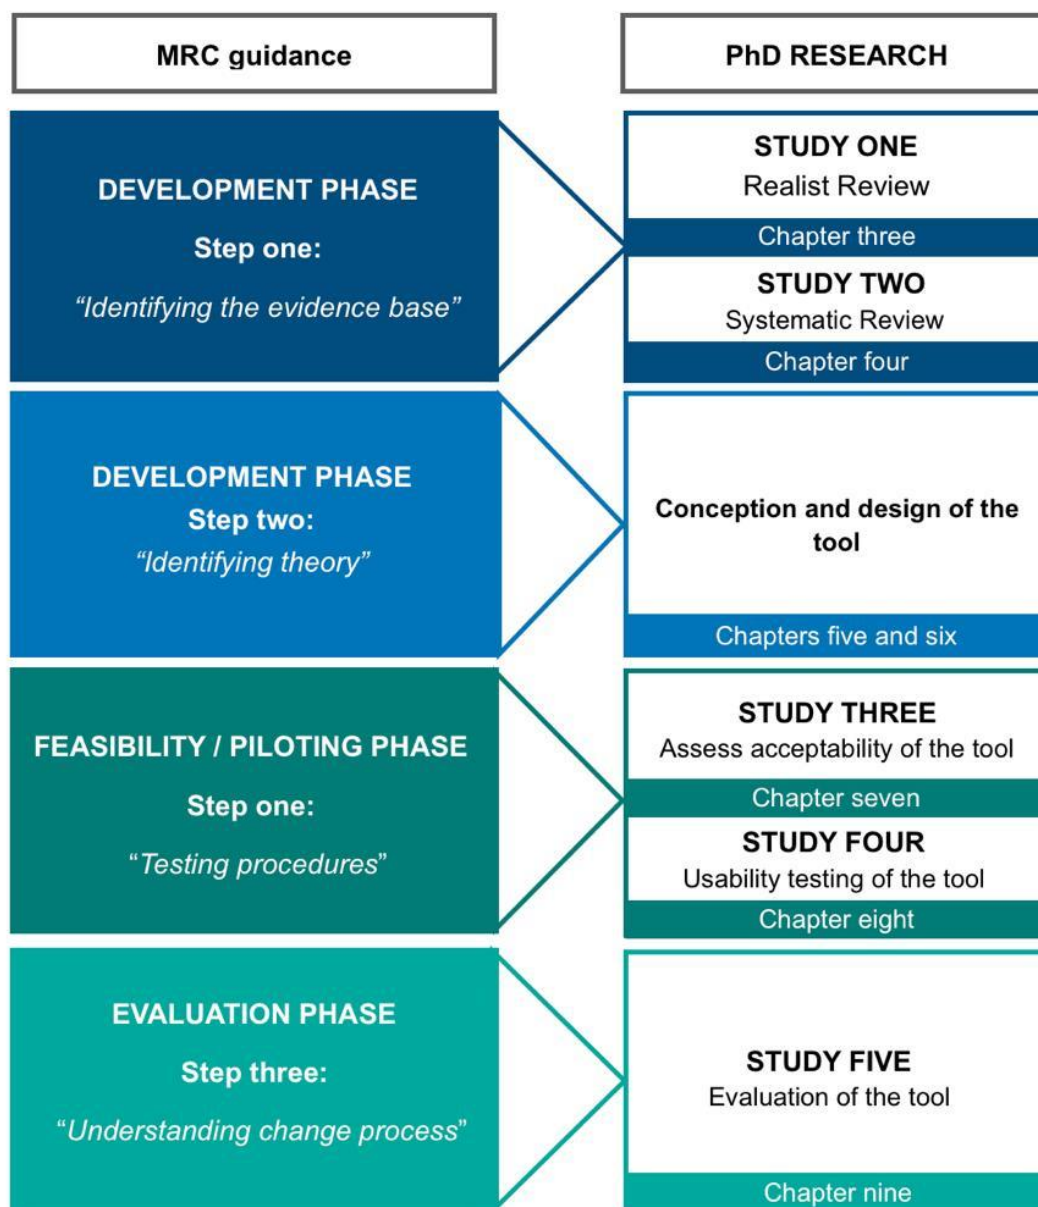 MRC guidance
PhD RESEARCH
DEVELOPMENT PHASE
Step one:
“Identifying the evidence base”
STUDY ONE
Realist Review
Chapter three
STUDY TWO
Systematic Review
Chapter four
DEVELOPMENT PHASE
Step two:
“Identifying theory”
Conception and design of the
tool
Chapters five and six
FEASIBILITY / PILOTING PHASE
Step one:
“Testing procedures”
STUDY THREE
Assess acceptability of the tool
Chapter seven
STUDY FOUR
Usability testing of the tool
Chapter eight
EVALUATION PHASE
Step three:
“Understanding change process”
STUDY FIVE
Evaluation of the tool
Chapter nine